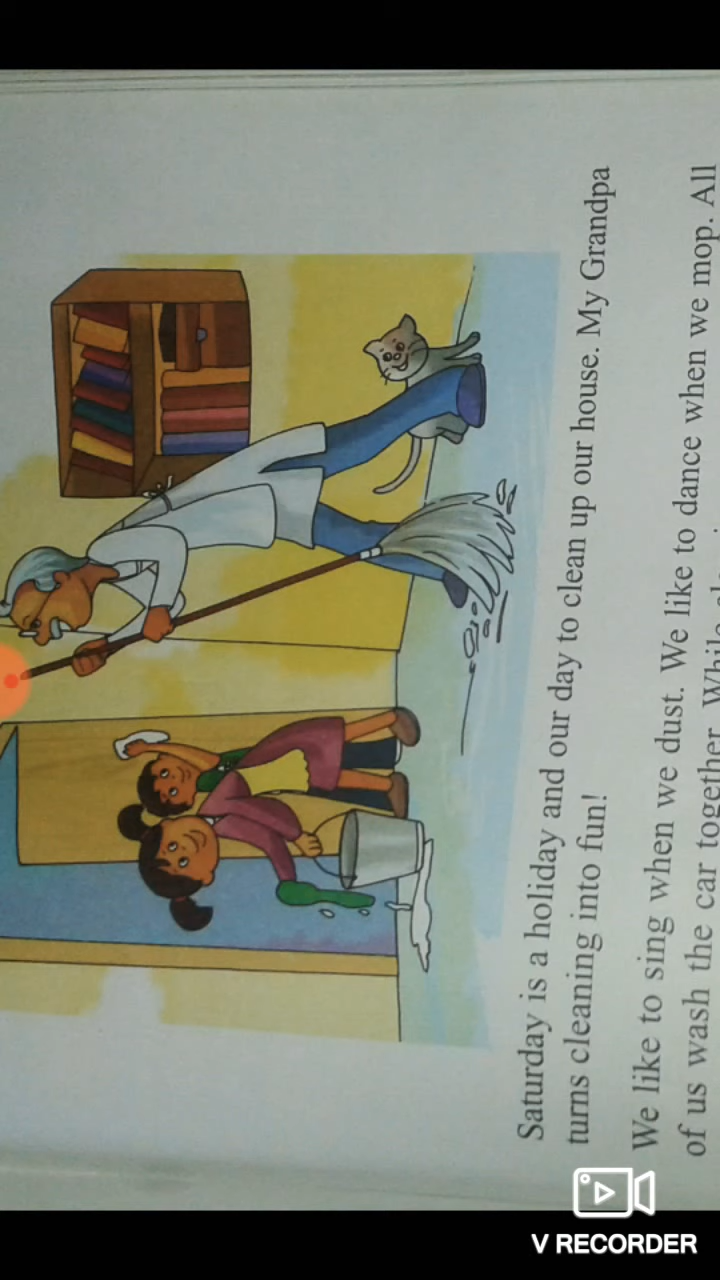 Saturday is a holiday and our day to clean up our house. My Grandpa
turns cleaning into fun!
We like to sing when we dust. We like to dance when we mop. All
of us wash the car together. While
V RECORDER